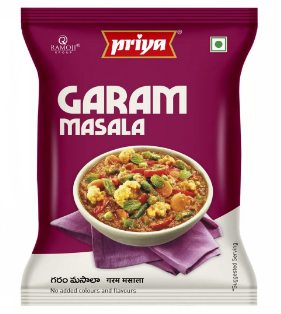 RAMOJI
GROUP
priya
GARAM
MASALA
గరం మసాలా गरम मसाला
No added colours and flavours.
*Suggested Serving